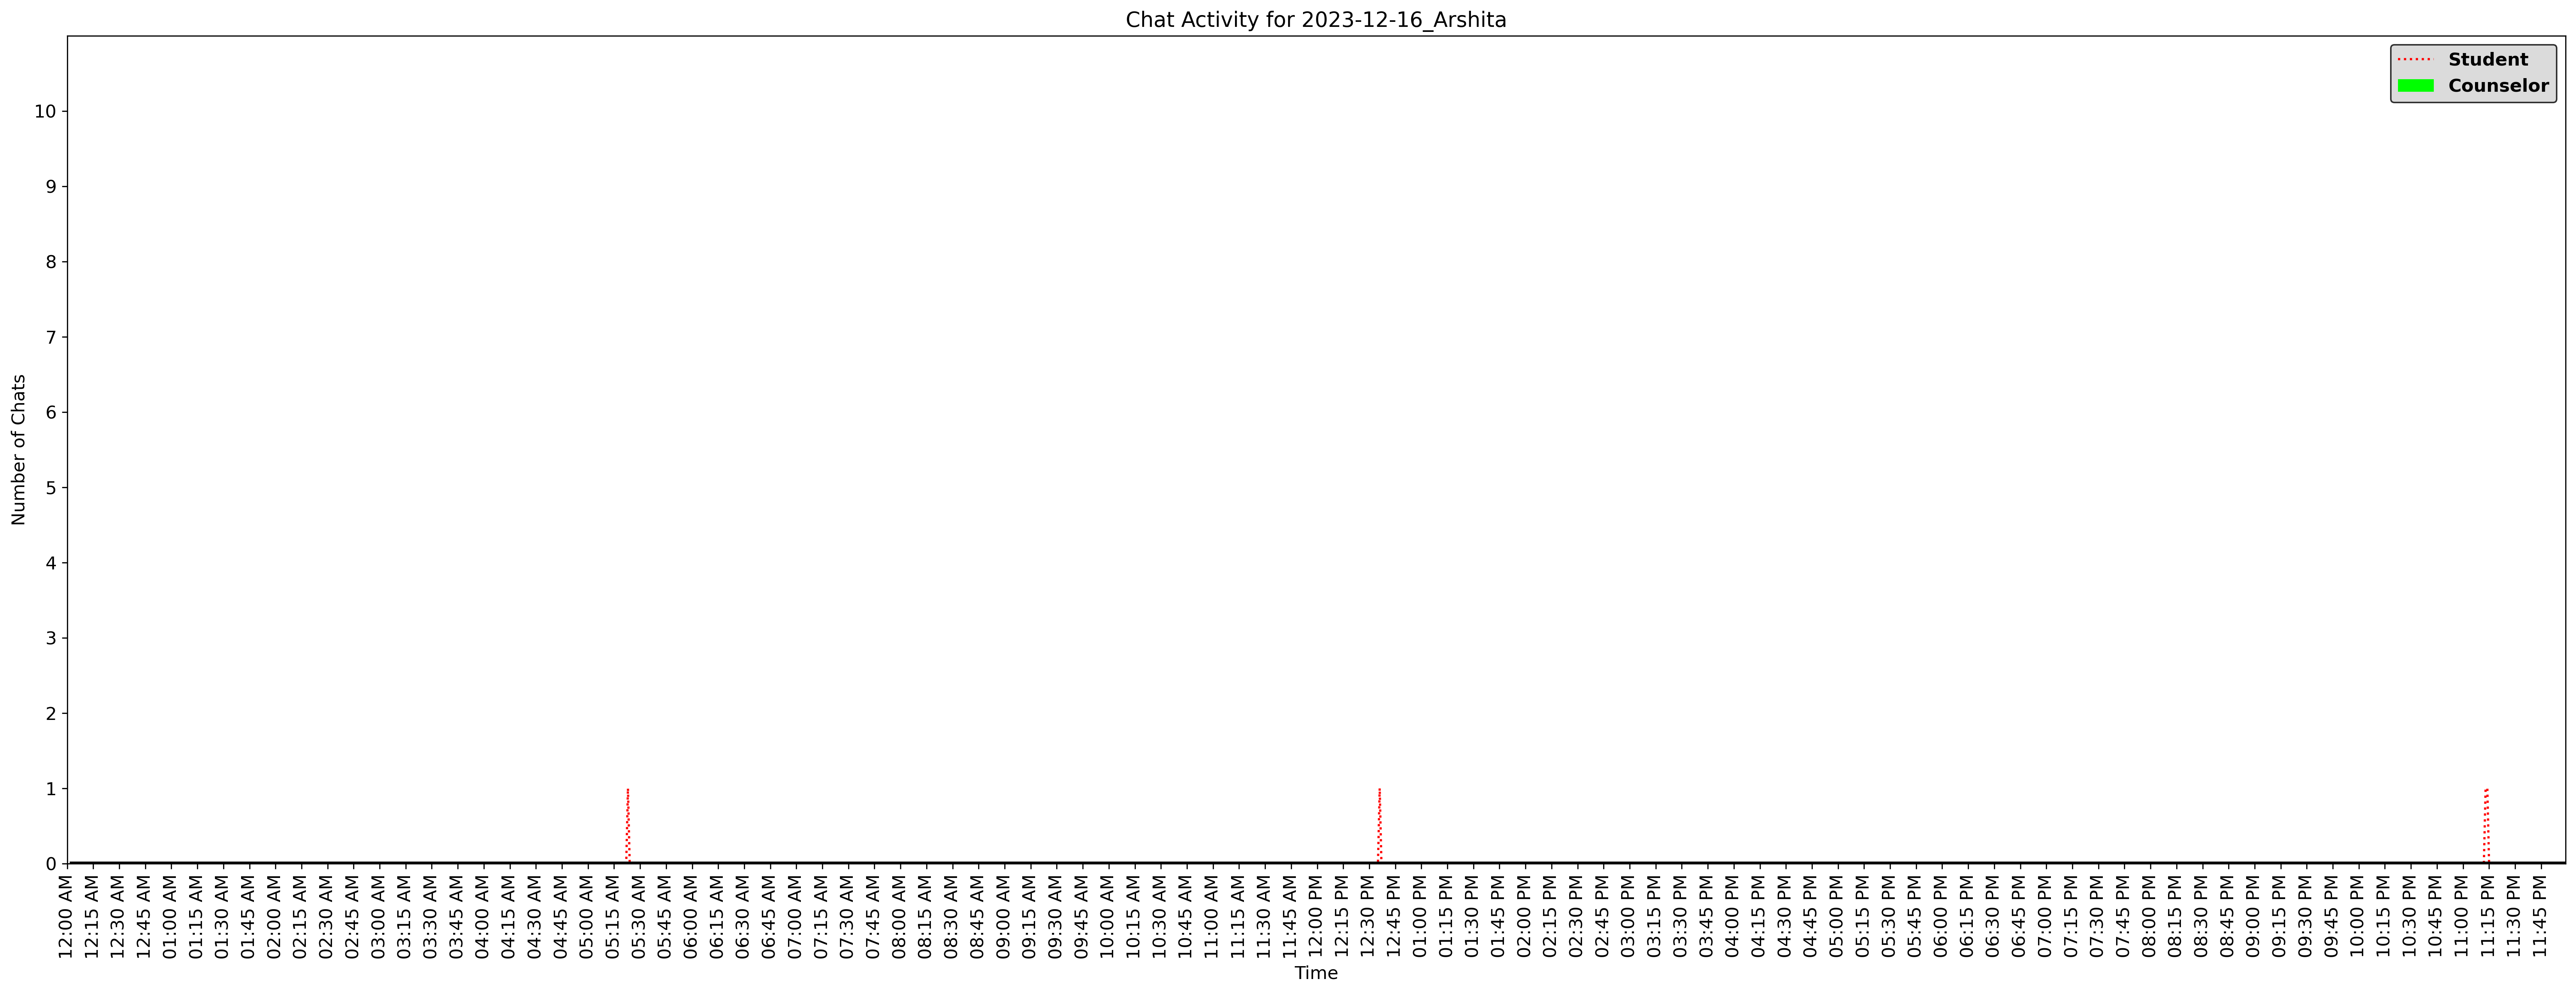 Chat Activity for 2023-12-16_Arshita
Student
Counselor
Number of Chats
10
9
8
7
6
5
4
3
2
1
0
12:00 AM
12:15 AM
12:30 AM
12:45 AM
01:00 AM
01:15 AM
01:30 AM
01:45 AM
02:00 AM
02:15 AM
02:30 AM
02:45 AM
03:00 AM
03:15 AM
03:30 AM
03:45 AM
04:00 AM
04:15 AM
04:30 AM
04:45 AM
05:00 AM
05:15 AM
05:30 AM
05:45 AM
06:00 AM
06:15 AM
06:30 AM
06:45 AM
07:00 AM
07:15 AM
07:30 AM
07:45 AM
08:00 AM
08:15 AM
08:30 AM
08:45 AM
09:00 AM
09:15 AM
09:30 AM
09:45 AM
10:00 AM
10:15 AM
10:30 AM
10:45 AM
11:00 AM
11:15 AM
11:30 AM
11:45 AM
12:00 PM
12:15 PM
12:30 PM
12:45 PM
01:00 PM
01:15 PM
01:30 PM
01:45 PM
02:00 PM
02:15 PM
02:30 PM
02:45 PM
03:00 PM
03:15 PM
03:30 PM
03:45 PM
04:00 PM
04:15 PM
04:30 PM
04:45 PM
05:00 PM
05:15 PM
05:30 PM
05:45 PM
06:00 PM
06:15 PM
06:30 PM
06:45 PM
07:00 PM
07:15 PM
07:30 PM
07:45 PM
08:00 PM
08:15 PM
08:30 PM
08:45 PM
09:00 PM
09:15 PM
09:30 PM
09:45 PM
10:00 PM
10:15 PM
10:30 PM
10:45 PM
11:00 PM
11:15 PM
11:30 PM
11:45 PM
Time